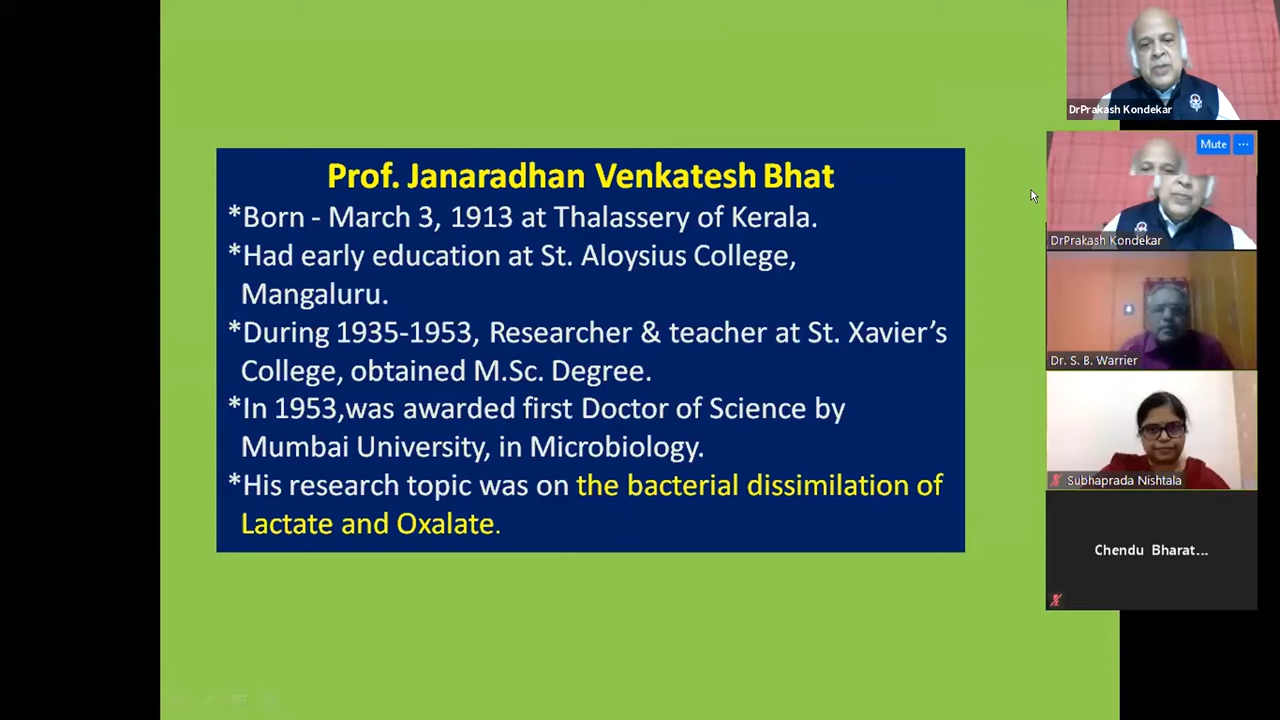 Prof. Janaradhan Venkatesh Bhat
*Born - March 3, 1913 at Thalassery of Kerala.
*Had early education at St. Aloysius College,
Mangaluru.
*During 1935-1953, Researcher & teacher at St. Xavier’s
College, obtained M.Sc. Degree.
*In 1953,was awarded first Doctor of Science by
Mumbai University, in Microbiology.
*His research topic was on the bacterial dissimilation of
Lactate and Oxalate.
DrPrakash Kondekar
Mute ...
DrPrakash Kondekar
Dr. S. B. Warrier
Subhaprada Nishtala
Chendu Bharat...